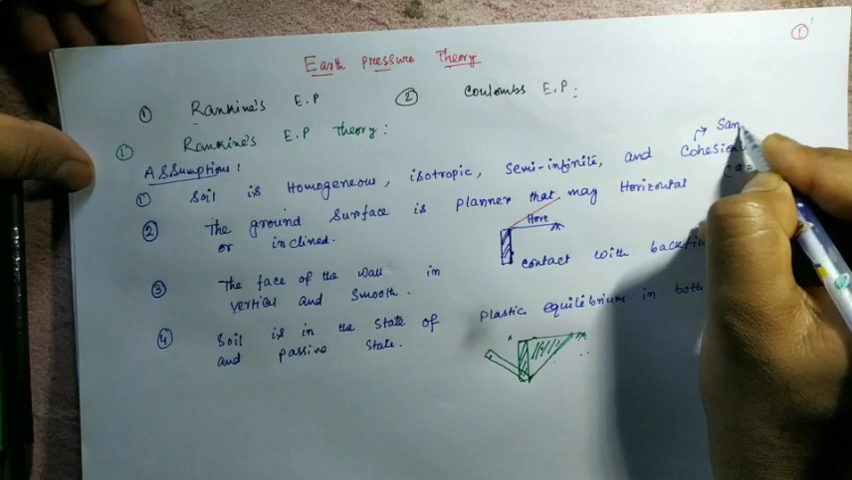 ①
Earth Pressure Theory
① Rankine's E.P ② Coulombs E.P:
① Rankine's E.P Theory:
Assumptions:
San
① Soil is Homogeneous, isotropic, semi-infinite, and
② The ground surface is planner that may Horizontal
or inclined.
Hore
③ The face of the wall in contact with
vertical and smooth.
④ Soil is in the state of plastic equilibrium in both
and passive state.